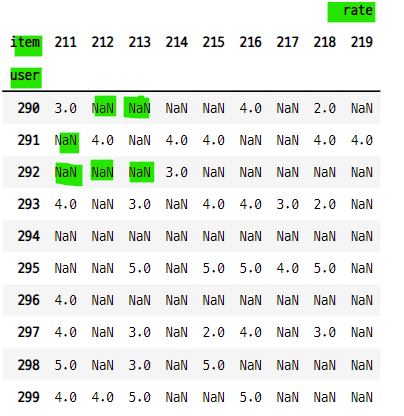 rate
item 211 212 213 214 215 216 217 218 219
user
290 3.0 NaN NaN NaN NaN 4.0 NaN 2.0 NaN
291 NaN 4.0 NaN 4.0 4.0 NaN NaN 4.0 4.0
292 NaN NaN NaN 3.0 NaN NaN NaN NaN NaN
293 4.0 NaN 3.0 NaN 4.0 4.0 3.0 2.0 NaN
294 NaN NaN NaN NaN NaN NaN NaN NaN NaN
295 NaN NaN 5.0 NaN 5.0 5.0 4.0 5.0 NaN
296 4.0 NaN NaN NaN NaN NaN NaN NaN NaN
297 4.0 NaN 3.0 NaN 2.0 4.0 NaN 3.0 NaN
298 5.0 NaN 3.0 NaN 5.0 NaN NaN NaN NaN
299 4.0 4.0 5.0 NaN NaN 5.0 NaN NaN NaN